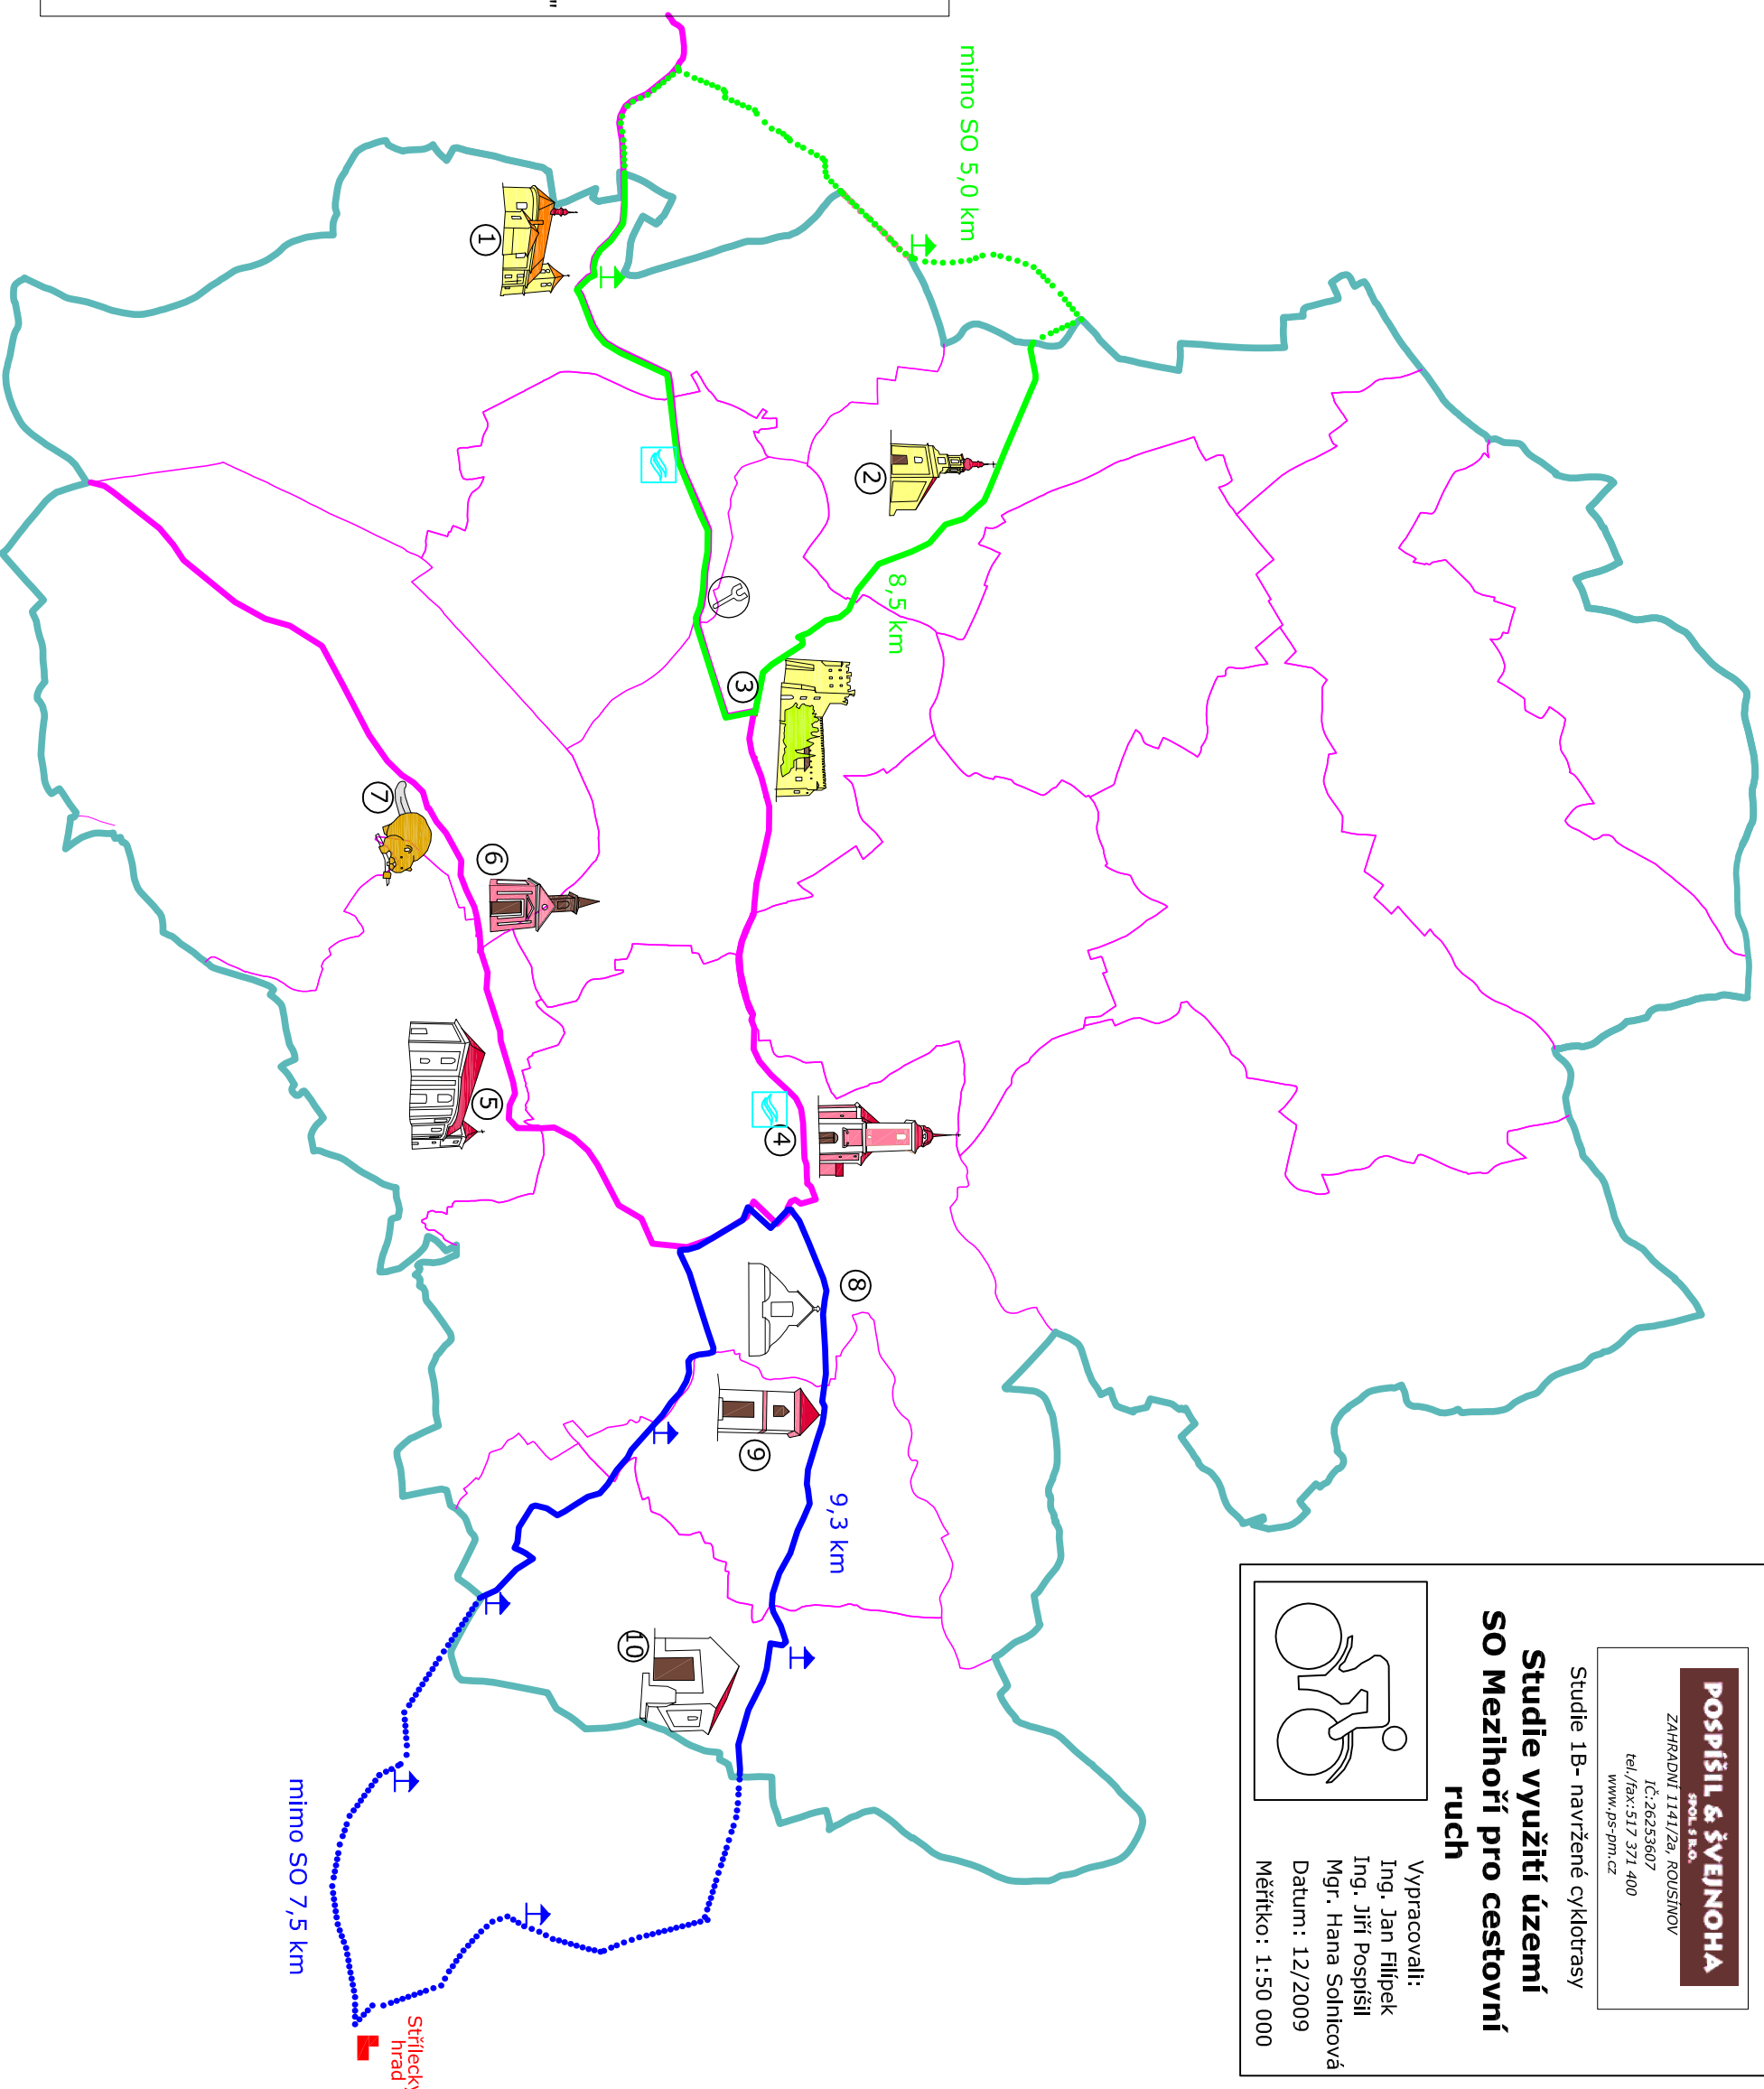 POSPÍŠIL & ŠVEJNOHA
SPOL. S R.O.
ZAHRADNÍ 1141/2a, ROUSÍNOV
IČ:26253607
tel./fax:517 371 400
www.ps-pm.cz
Studie 1B- navržené cyklotrasy
Studie využití území
SO Mezihoří pro cestovní
ruch
Vypracovali:
Ing. Jan Filípek
Ing. Jiří Pospíšil
Mgr. Hana Solnicová
Datum: 12/2009
Měřítko: 1:50 000
mimo SO 5,0 km
8,5 km
9,3 km
mimo SO 7,5 km
Střílecký
hrad
1
2
3
4
5
6
7
8
9
10
"